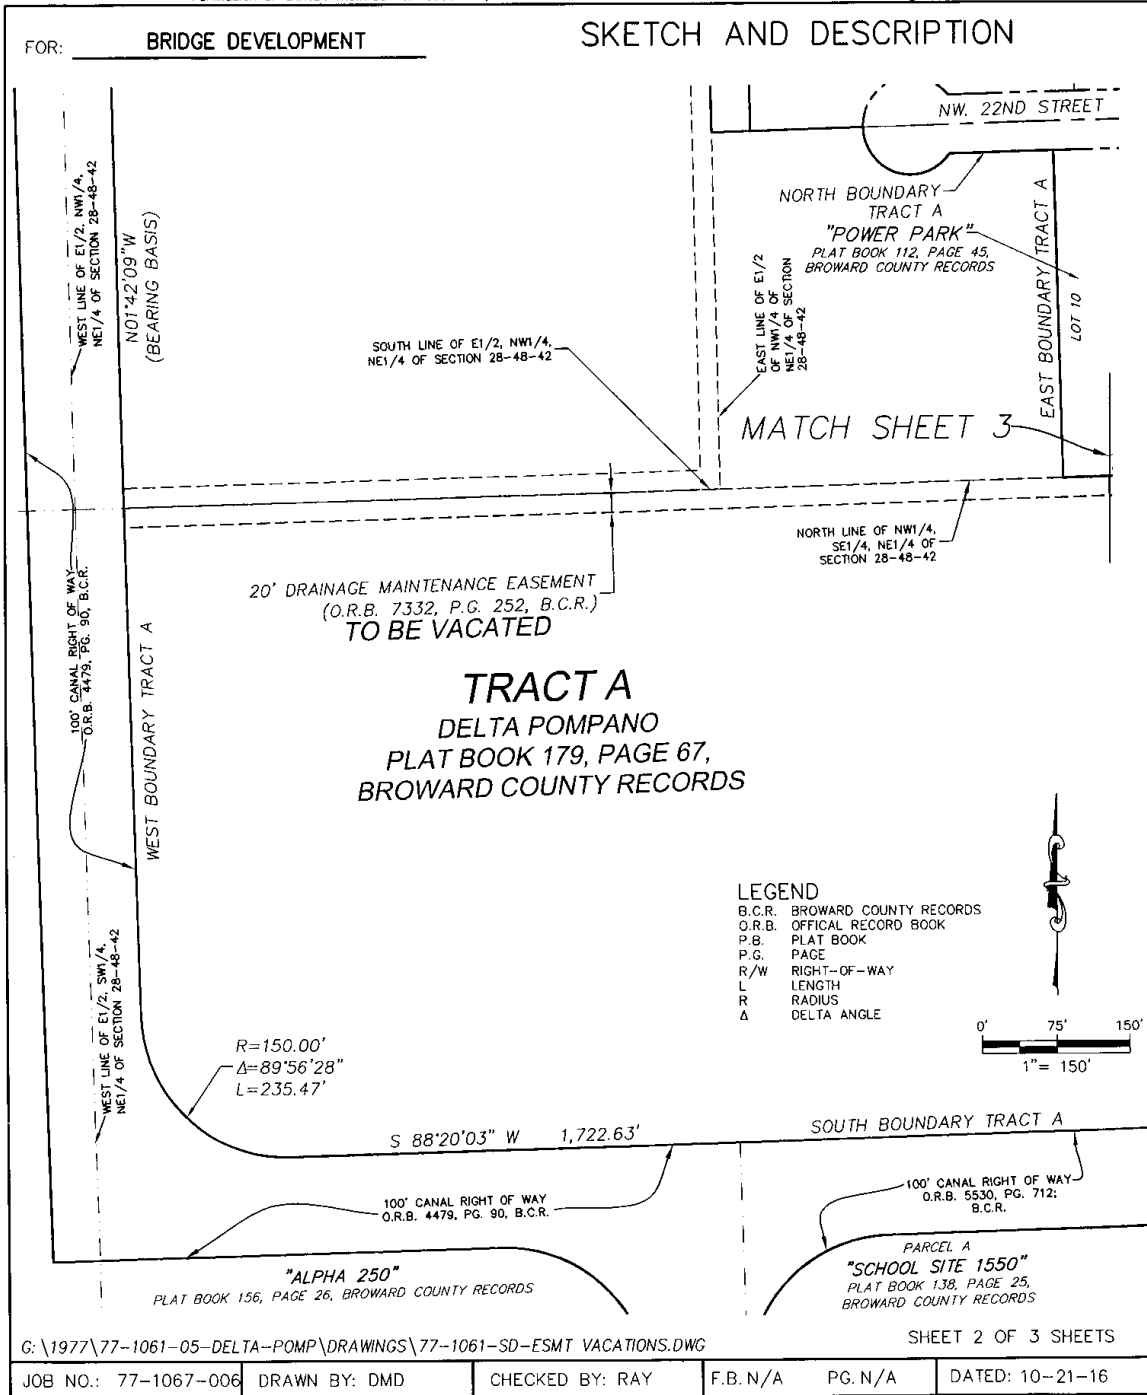 FOR: BRIDGE DEVELOPMENT
SKETCH AND DESCRIPTION
NW. 22ND STREET
WEST LINE OF E1/2, NW1/4,
NE1/4 OF SECTION 28-48-42
N01°42'09"W
(BEARING BASIS)
NORTH BOUNDARY
TRACT A
"POWER PARK"
PLAT BOOK 112, PAGE 45,
BROWARD COUNTY RECORDS
EAST BOUNDARY TRACT A
LOT 10
SOUTH LINE OF E1/2, NW1/4,
NE1/4 OF SECTION 28-48-42
EAST LINE OF E1/2
OF NW1/4 OF
NE1/4 OF SECTION
28-48-42
MATCH SHEET 3
NORTH LINE OF NW1/4,
SE1/4, NE1/4 OF
SECTION 28-48-42
20' DRAINAGE MAINTENANCE EASEMENT
(O.R.B. 7332, P.G. 252, B.C.R.)
TO BE VACATED
100' CANAL RIGHT OF WAY
O.R.B. 4479, PG. 90, B.C.R.
WEST BOUNDARY TRACT A
TRACT A
DELTA POMPANO
PLAT BOOK 179, PAGE 67,
BROWARD COUNTY RECORDS
LEGEND
B.C.R. BROWARD COUNTY RECORDS
O.R.B. OFFICAL RECORD BOOK
P.B. PLAT BOOK
P.G. PAGE
R/W RIGHT-OF-WAY
L LENGTH
R RADIUS
Δ DELTA ANGLE
0' 75' 150'
1"= 150'
WEST LINE OF E1/2, SW1/4,
NE1/4 OF SECTION 28-48-42
R=150.00'
Δ=89°56'28"
L=235.47'
S 88°20'03" W 1,722.63'
SOUTH BOUNDARY TRACT A
100' CANAL RIGHT OF WAY
O.R.B. 4479, PG. 90, B.C.R.
100' CANAL RIGHT OF WAY
O.R.B. 5530, PG. 712;
B.C.R.
"ALPHA 250"
PLAT BOOK 156, PAGE 26, BROWARD COUNTY RECORDS
PARCEL A
"SCHOOL SITE 1550"
PLAT BOOK 138, PAGE 25,
BROWARD COUNTY RECORDS
G:\1977\77-1061-05-DELTA-POMP\DRAWINGS\77-1061-SD-ESMT VACATIONS.DWG
SHEET 2 OF 3 SHEETS
JOB NO.: 77-1067-006 DRAWN BY: DMD CHECKED BY: RAY F.B. N/A PG. N/A DATED: 10-21-16